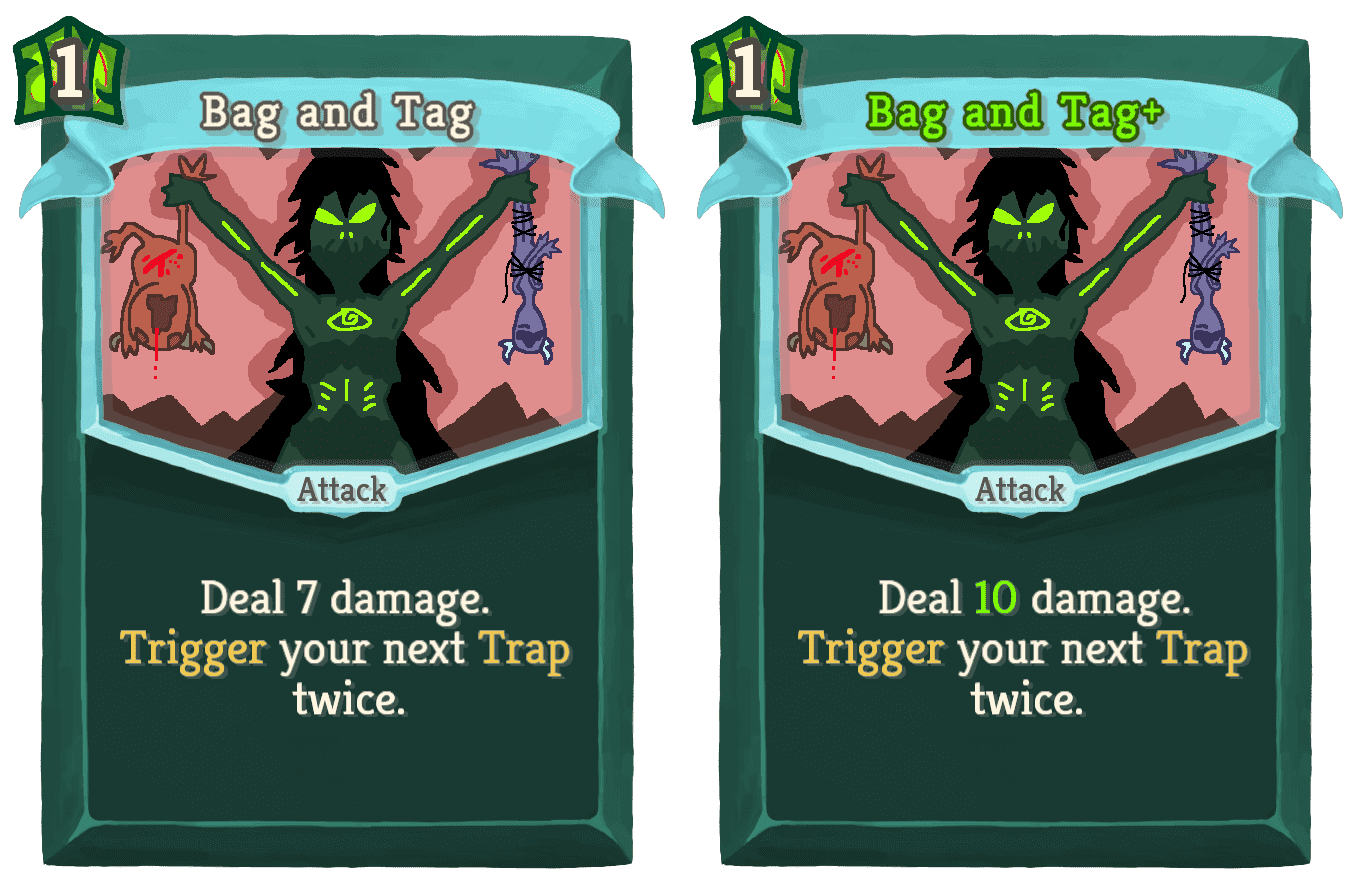 1
Bag and Tag
Attack
Deal 7 damage.
Trigger your next Trap
twice.
1
Bag and Tag+
Attack
Deal 10 damage.
Trigger your next Trap
twice.